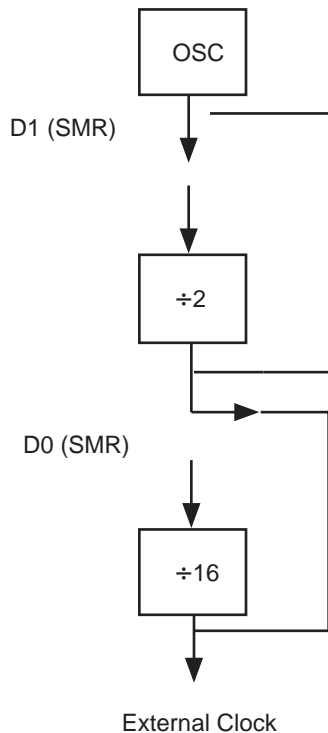 OSC
D1 (SMR)
÷2
D0 (SMR)
÷16
External Clock